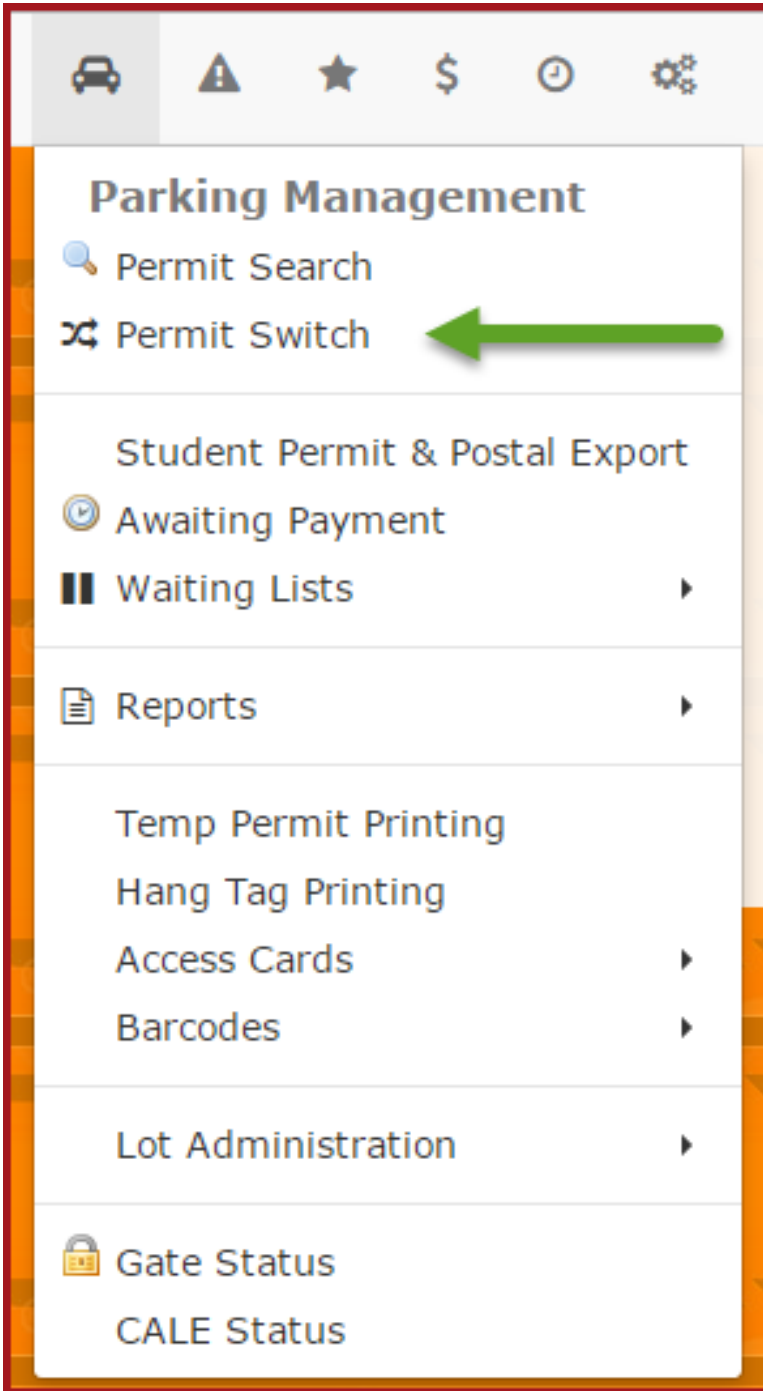 Parking Management
Permit Search
Permit Switch
Student Permit & Postal Export
Awaiting Payment
Waiting Lists
Reports
Temp Permit Printing
Hang Tag Printing
Access Cards
Barcodes
Lot Administration
Gate Status
CALE Status